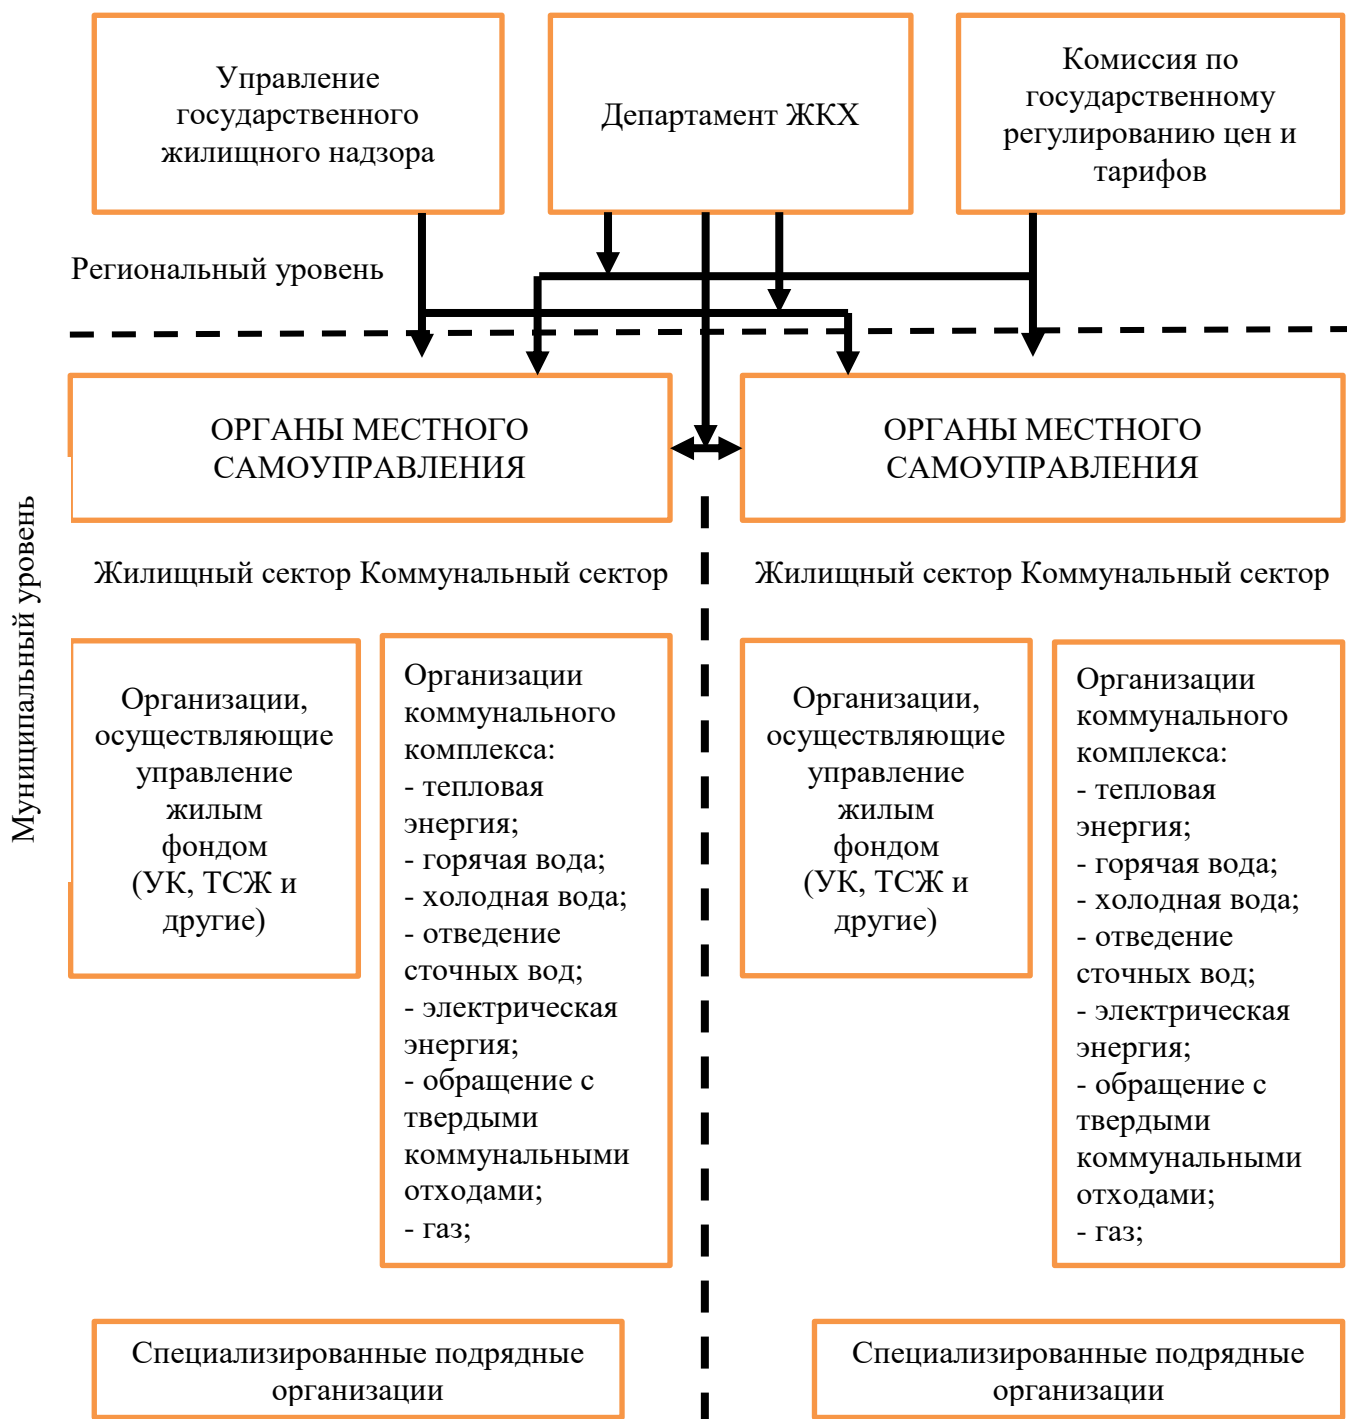 Управление
государственного
жилищного надзора
Департамент ЖКХ
Комиссия по
государственному
регулированию цен и
тарифов
Региональный уровень
ОРГАНЫ МЕСТНОГО
САМОУПРАВЛЕНИЯ
ОРГАНЫ МЕСТНОГО
САМОУПРАВЛЕНИЯ
Муниципальный уровень
Жилищный сектор Коммунальный сектор
Жилищный сектор Коммунальный сектор
Организации,
осуществляющие
управление
жилым
фондом
(УК, ТСЖ и
другие)
Организации
коммунального
комплекса:
- тепловая
энергия;
- горячая вода;
- холодная вода;
- отведение
сточных вод;
- электрическая
энергия;
- обращение с
твердыми
коммунальными
отходами;
- газ;
Организации,
осуществляющие
управление
жилым
фондом
(УК, ТСЖ и
другие)
Организации
коммунального
комплекса:
- тепловая
энергия;
- горячая вода;
- холодная вода;
- отведение
сточных вод;
- электрическая
энергия;
- обращение с
твердыми
коммунальными
отходами;
- газ;
Специализированные подрядные
организации
Специализированные подрядные
организации